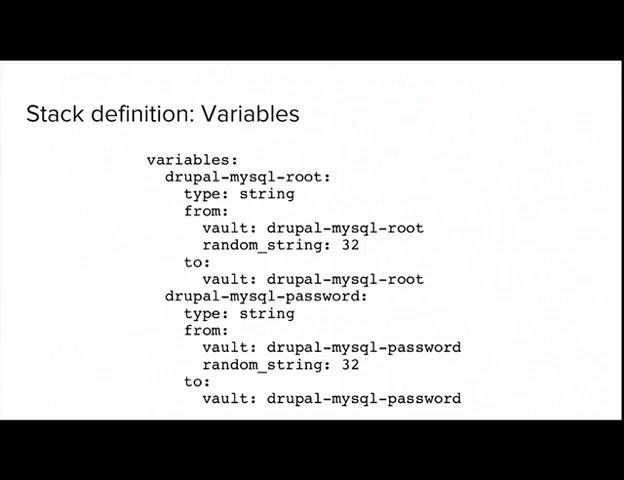 Stack definition: Variables
variables:
  drupal-mysql-root:
    type: string
    from:
      vault: drupal-mysql-root
      random_string: 32
    to:
      vault: drupal-mysql-root
  drupal-mysql-password:
    type: string
    from:
      vault: drupal-mysql-password
      random_string: 32
    to:
      vault: drupal-mysql-password